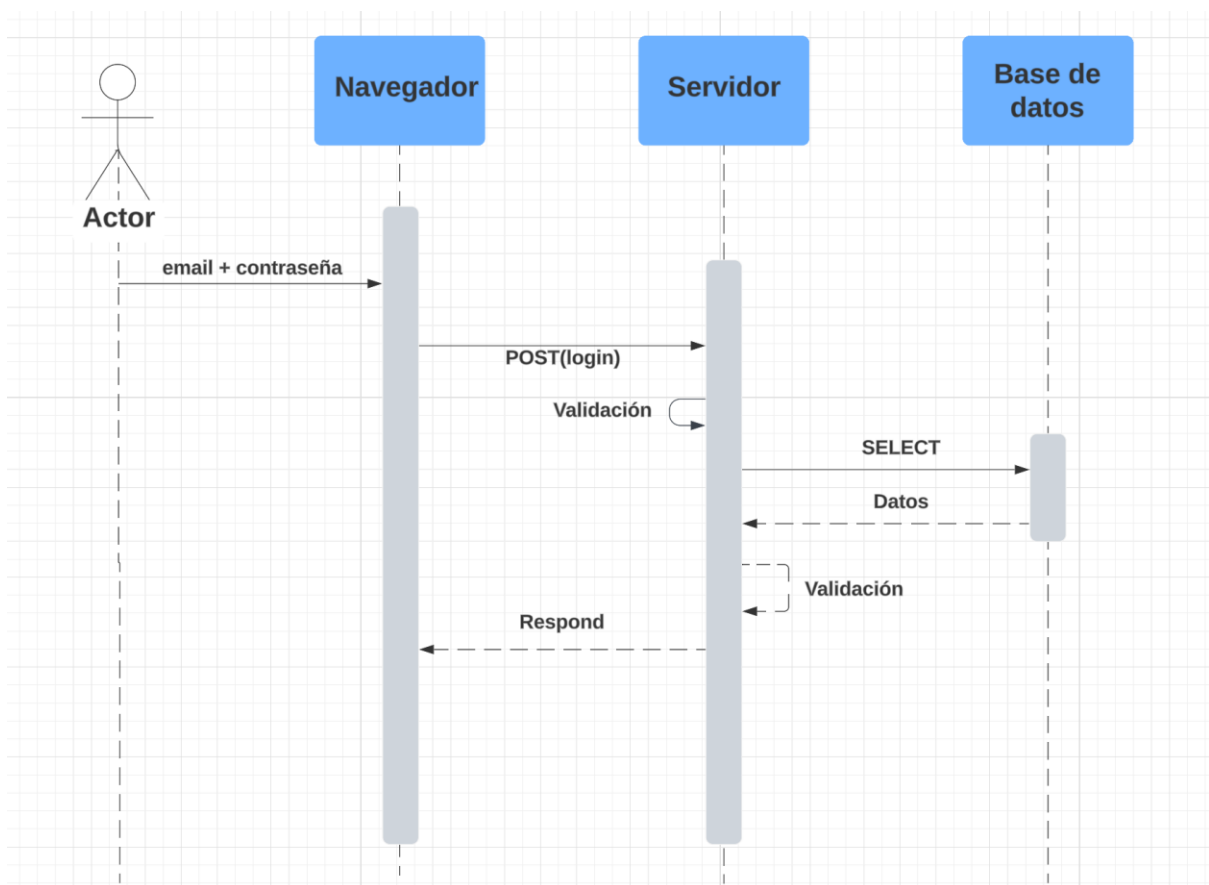 Navegador
Servidor
Base de
datos
Actor
email + contraseña
POST(login)
Validación
SELECT
Datos
Validación
Respond